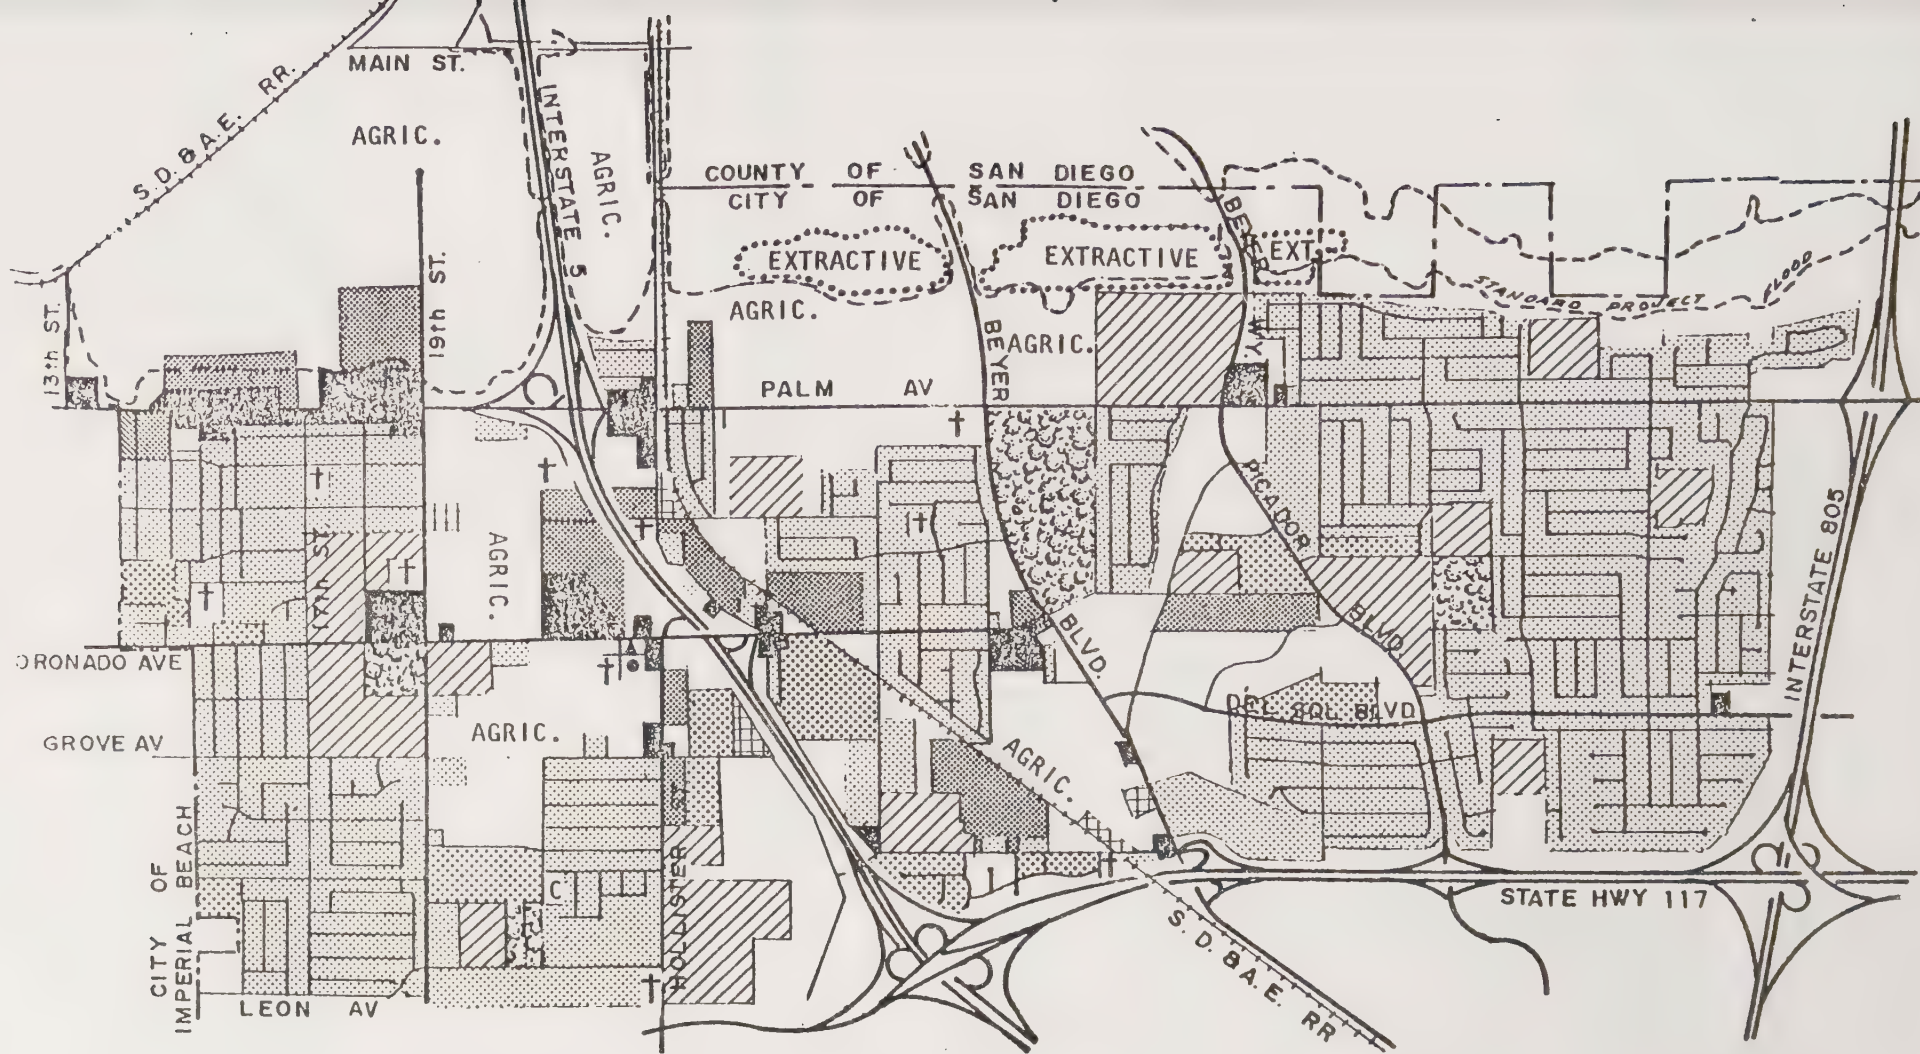 MAIN ST.
S.D. & A.E. RR.
AGRIC.
INTERSTATE 5
AGRIC.
COUNTY OF SAN DIEGO
CITY OF SAN DIEGO
BEYER
WY
EXTRACTIVE
EXTRACTIVE
EXT.
STANDARD PROJECT FLOOD
AGRIC.
AGRIC.
13th ST.
19th ST.
BEYER
PALM AV
PICADOR
17TH ST.
AGRIC.
BLVD.
BLVD.
INTERSTATE 805
ORONADO AVE
DEL SOL BLVD
GROVE AV
AGRIC.
AGRIC.
CITY OF
IMPERIAL BEACH
C
HOLLISTER
STATE HWY 117
S. D. & A. E. RR
LEON AV